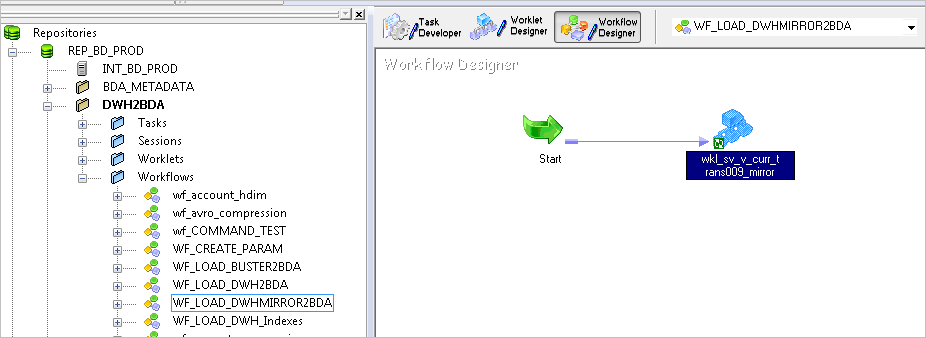 Repositories
REP_BD_PROD
INT_BD_PROD
BDA_METADATA
DWH2BDA
Tasks
Sessions
Worklets
Workflows
wf_account_hdim
wf_avro_compression
wf_COMMAND_TEST
WF_CREATE_PARAM
WF_LOAD_BUSTER2BDA
WF_LOAD_DWH2BDA
WF_LOAD_DWHMIRROR2BDA
WF_LOAD_DWH_Indexes
Task
Developer
Worklet
Designer
Workflow
Designer
WF_LOAD_DWHMIRROR2BDA
Workflow Designer
Start
wkl_sv_v_curr_t
rans009_mirror